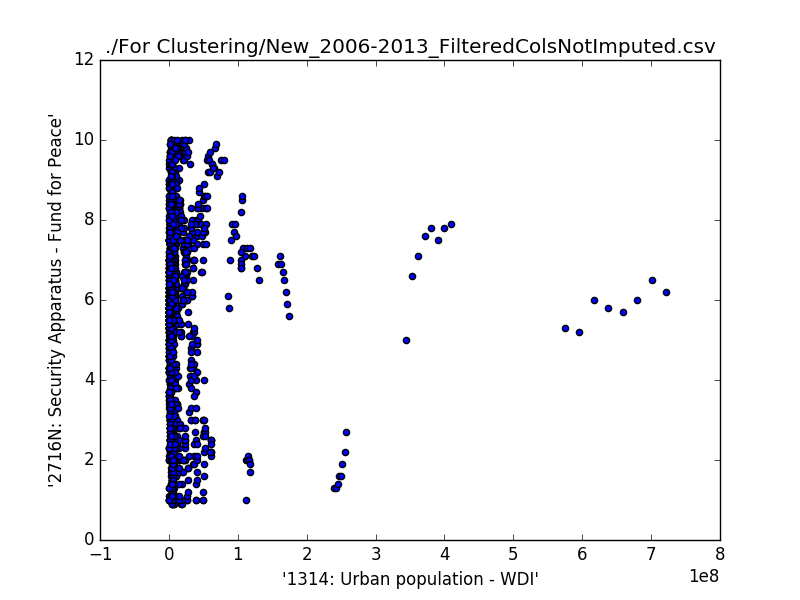 ./For Clustering/New_2006-2013_FilteredColsNotImputed.csv
12
10
8
6
4
2
0
'2716N: Security Apparatus - Fund for Peace'
−1 0 1 2 3 4 5 6 7 8
1e8
'1314: Urban population - WDI'